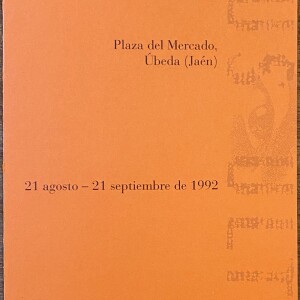 Plaza del Mercado,
Úbeda (Jaén)
21 agosto – 21 septiembre de 1992